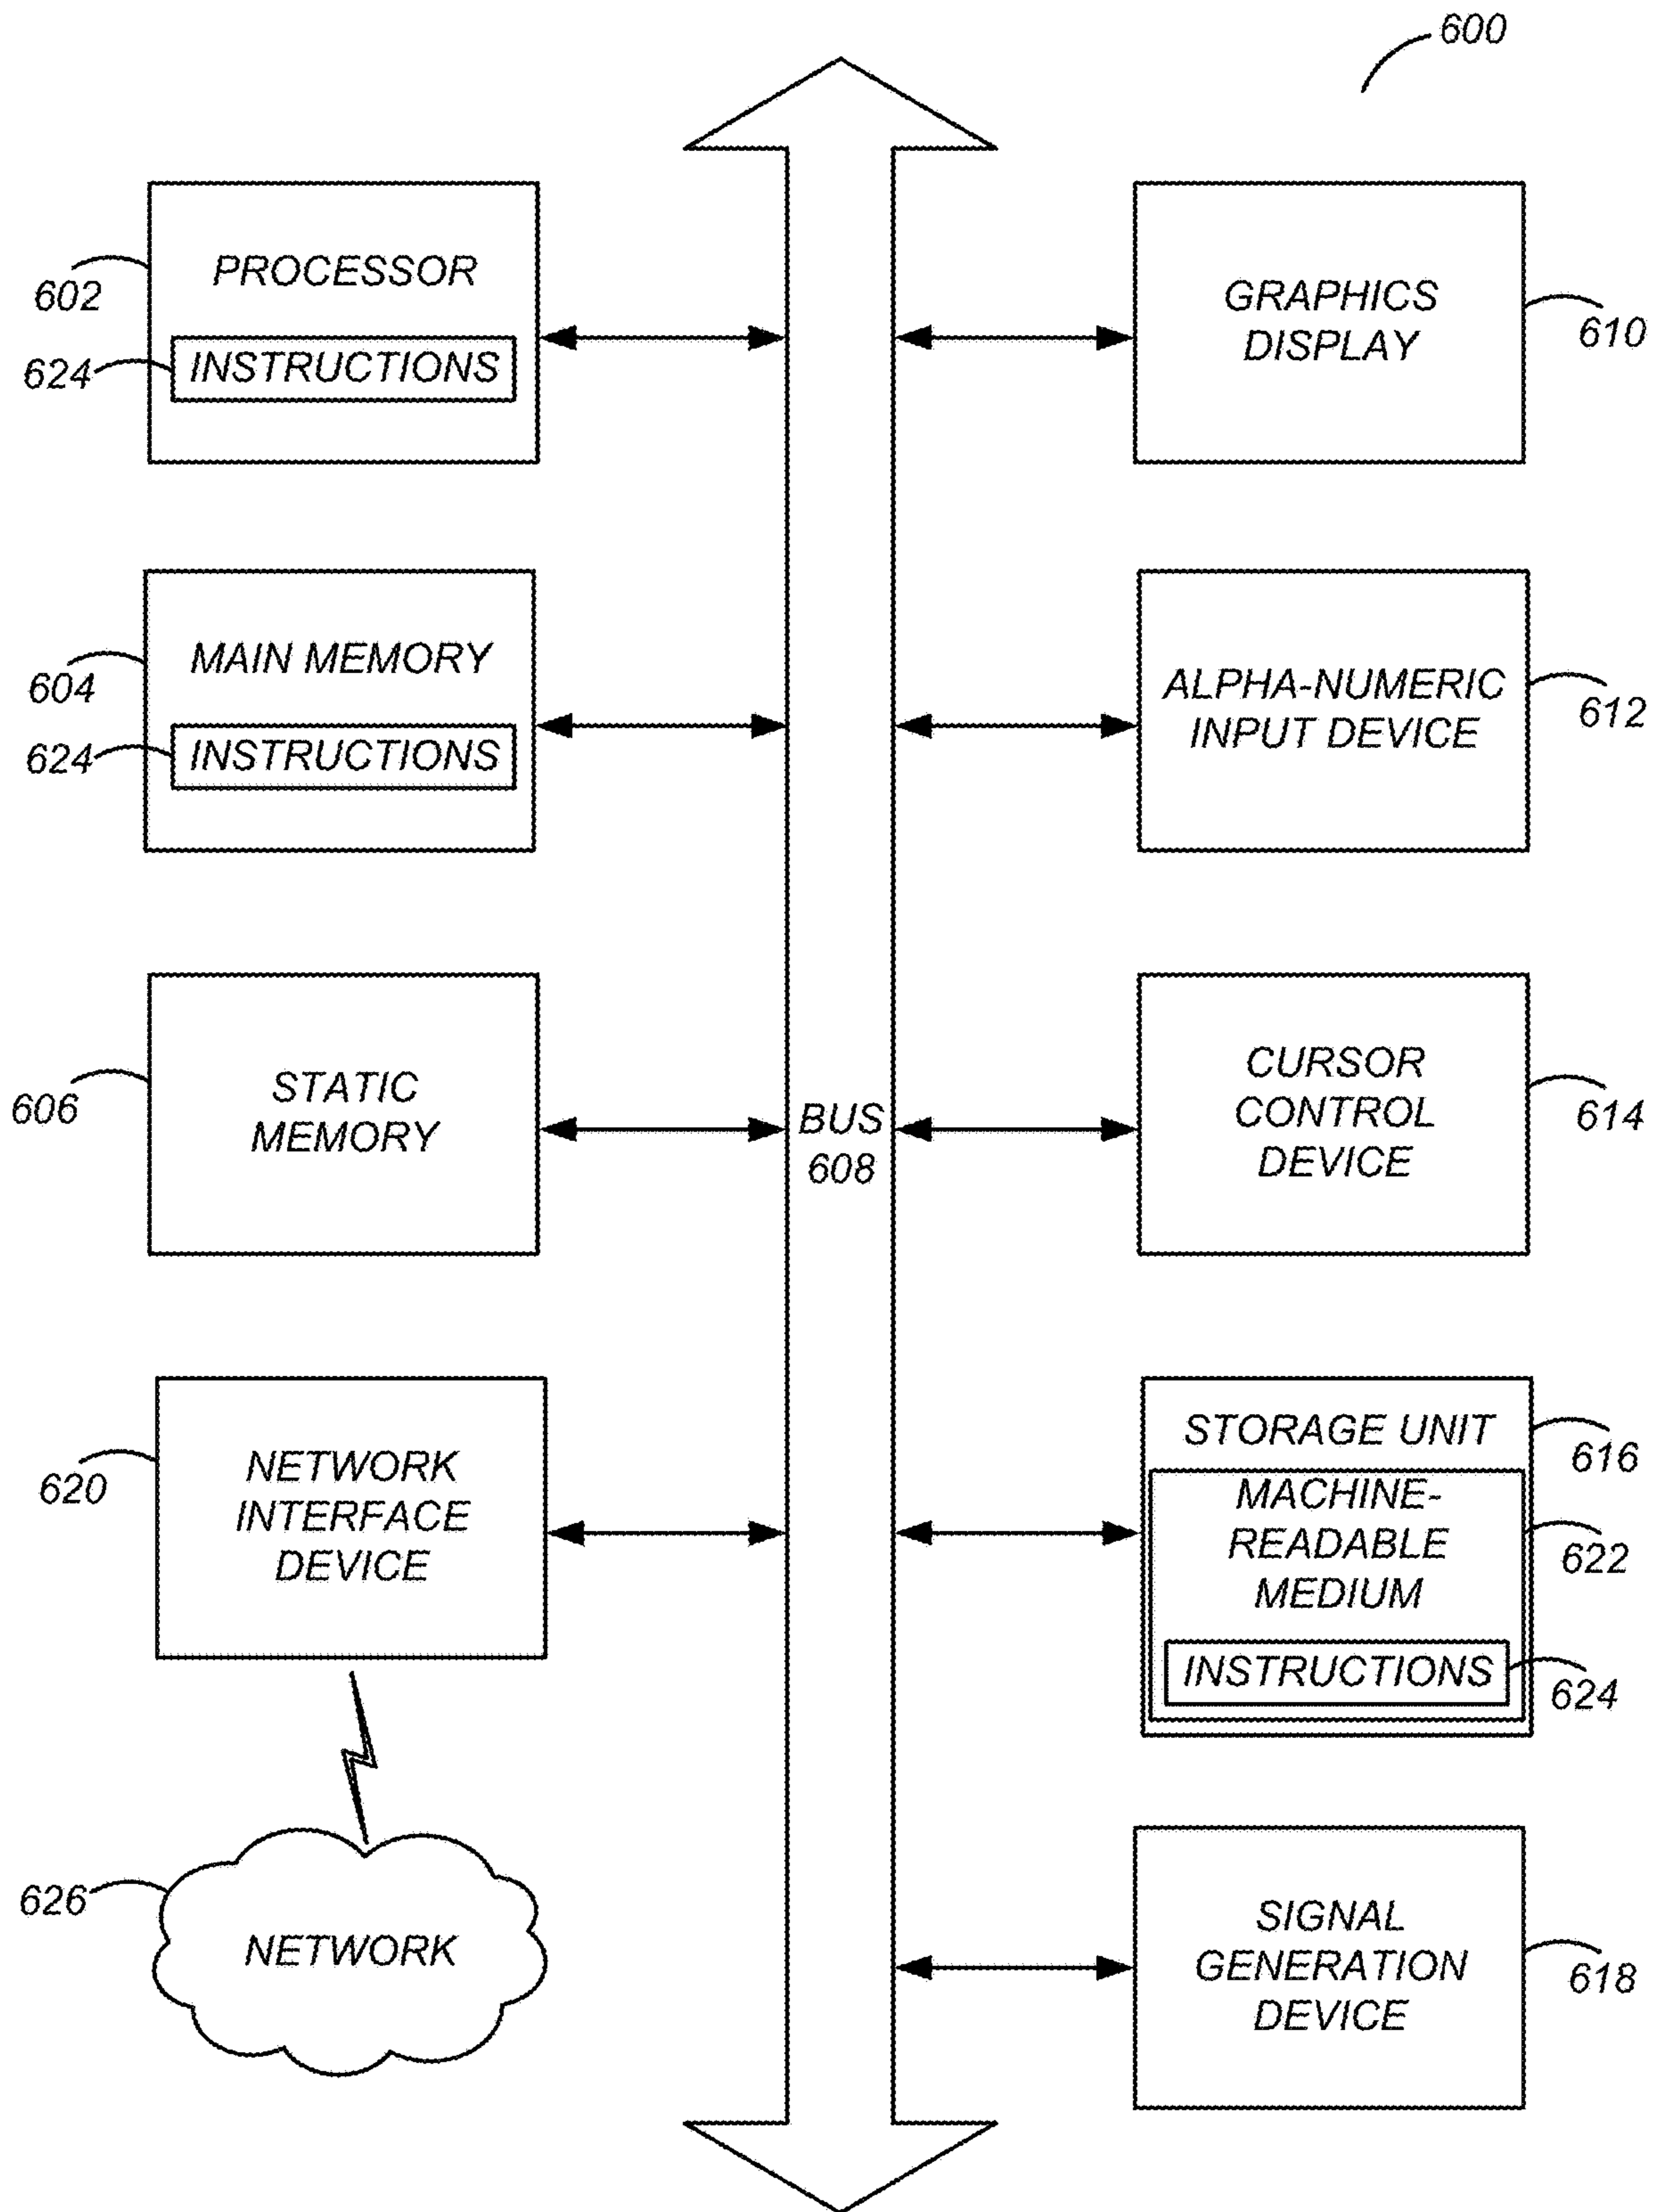 600
PROCESSOR
602
624
INSTRUCTIONS
GRAPHICS
DISPLAY
610
MAIN MEMORY
604
624
INSTRUCTIONS
ALPHA-NUMERIC
INPUT DEVICE
612
STATIC
MEMORY
606
BUS
608
CURSOR
CONTROL
DEVICE
614
NETWORK
INTERFACE
DEVICE
620
STORAGE UNIT
616
MACHINE-
READABLE
MEDIUM
622
INSTRUCTIONS
624
626
NETWORK
SIGNAL
GENERATION
DEVICE
618